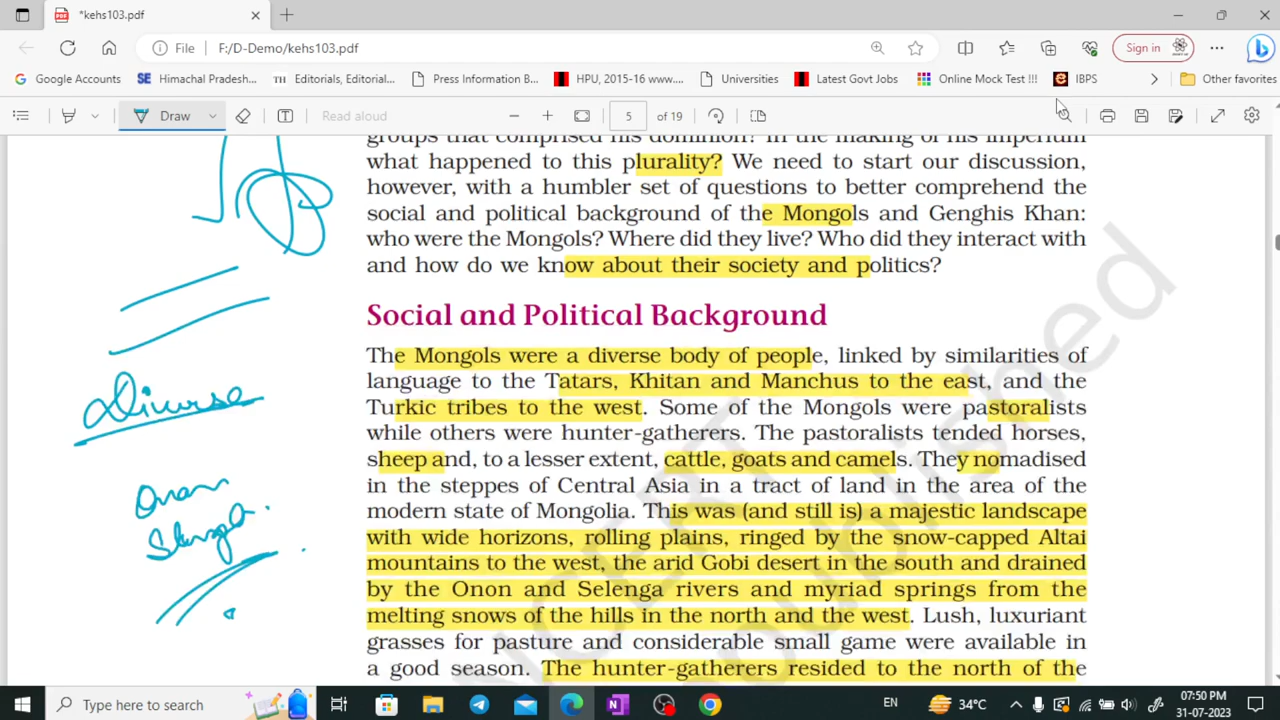 *kehs103.pdf
File F:/D-Demo/kehs103.pdf Sign in
Google Accounts SE Himachal Pradesh... TH Editorials, Editorial... Press Information B... HPU, 2015-16 www.... Universities Latest Govt Jobs Online Mock Test !!! IBPS Other favorites
Draw Read aloud 5 of 19
groups that comprised his dominion? In the making of his imperium
what happened to this plurality? We need to start our discussion,
however, with a humbler set of questions to better comprehend the
social and political background of the Mongols and Genghis Khan:
who were the Mongols? Where did they live? Who did they interact with
and how do we know about their society and politics?
Social and Political Background
The Mongols were a diverse body of people, linked by similarities of
language to the Tatars, Khitan and Manchus to the east, and the
Turkic tribes to the west. Some of the Mongols were pastoralists
while others were hunter-gatherers. The pastoralists tended horses,
sheep and, to a lesser extent, cattle, goats and camels. They nomadised
in the steppes of Central Asia in a tract of land in the area of the
modern state of Mongolia. This was (and still is) a majestic landscape
with wide horizons, rolling plains, ringed by the snow-capped Altai
mountains to the west, the arid Gobi desert in the south and drained
by the Onon and Selenga rivers and myriad springs from the
melting snows of the hills in the north and the west. Lush, luxuriant
grasses for pasture and considerable small game were available in
a good season. The hunter-gatherers resided to the north of the
Diverse
Onon
NCERT
Type here to search EN 34°C 07:50 PM
31-07-2023